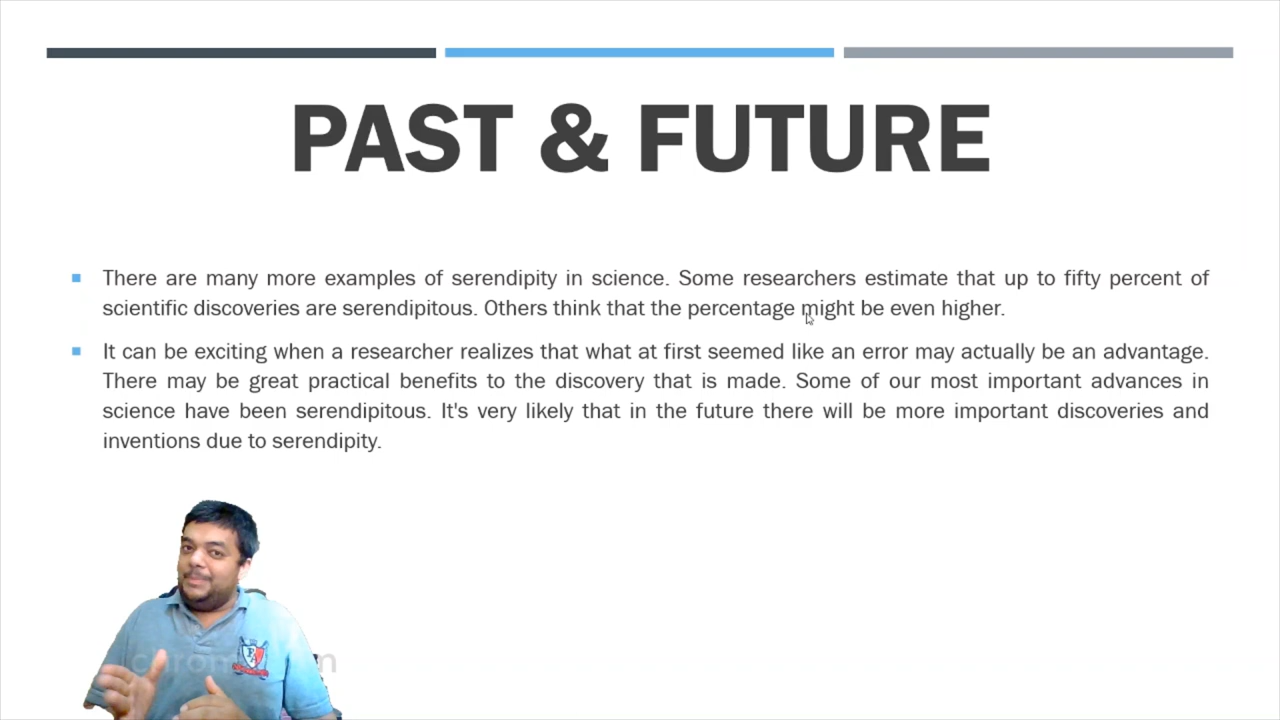 PAST & FUTURE
There are many more examples of serendipity in science. Some researchers estimate that up to fifty percent of
scientific discoveries are serendipitous. Others think that the percentage might be even higher.
It can be exciting when a researcher realizes that what at first seemed like an error may actually be an advantage.
There may be great practical benefits to the discovery that is made. Some of our most important advances in
science have been serendipitous. It's very likely that in the future there will be more important discoveries and
inventions due to serendipity.